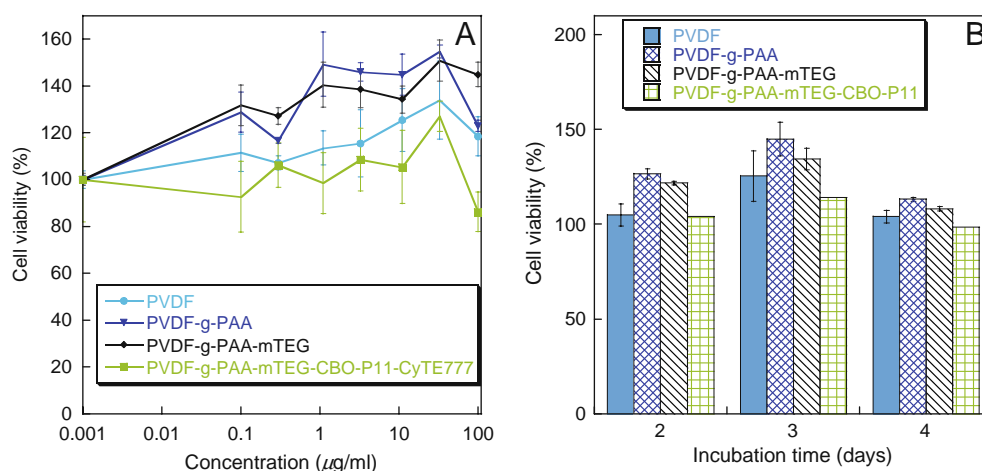 A
160
140
120
100
80
60
40
20
0
Cell viability (%)
PVDF
PVDF-g-PAA
PVDF-g-PAA-mTEG
PVDF-g-PAA-mTEG-CBO-P11-CyTE777
0.001
0.01
0.1
1
10
100
Concentration (μg/ml)
B
PVDF
PVDF-g-PAA
PVDF-g-PAA-mTEG
PVDF-g-PAA-mTEG-CBO-P11
200
150
100
50
0
Cell viability (%)
2
3
4
Incubation time (days)